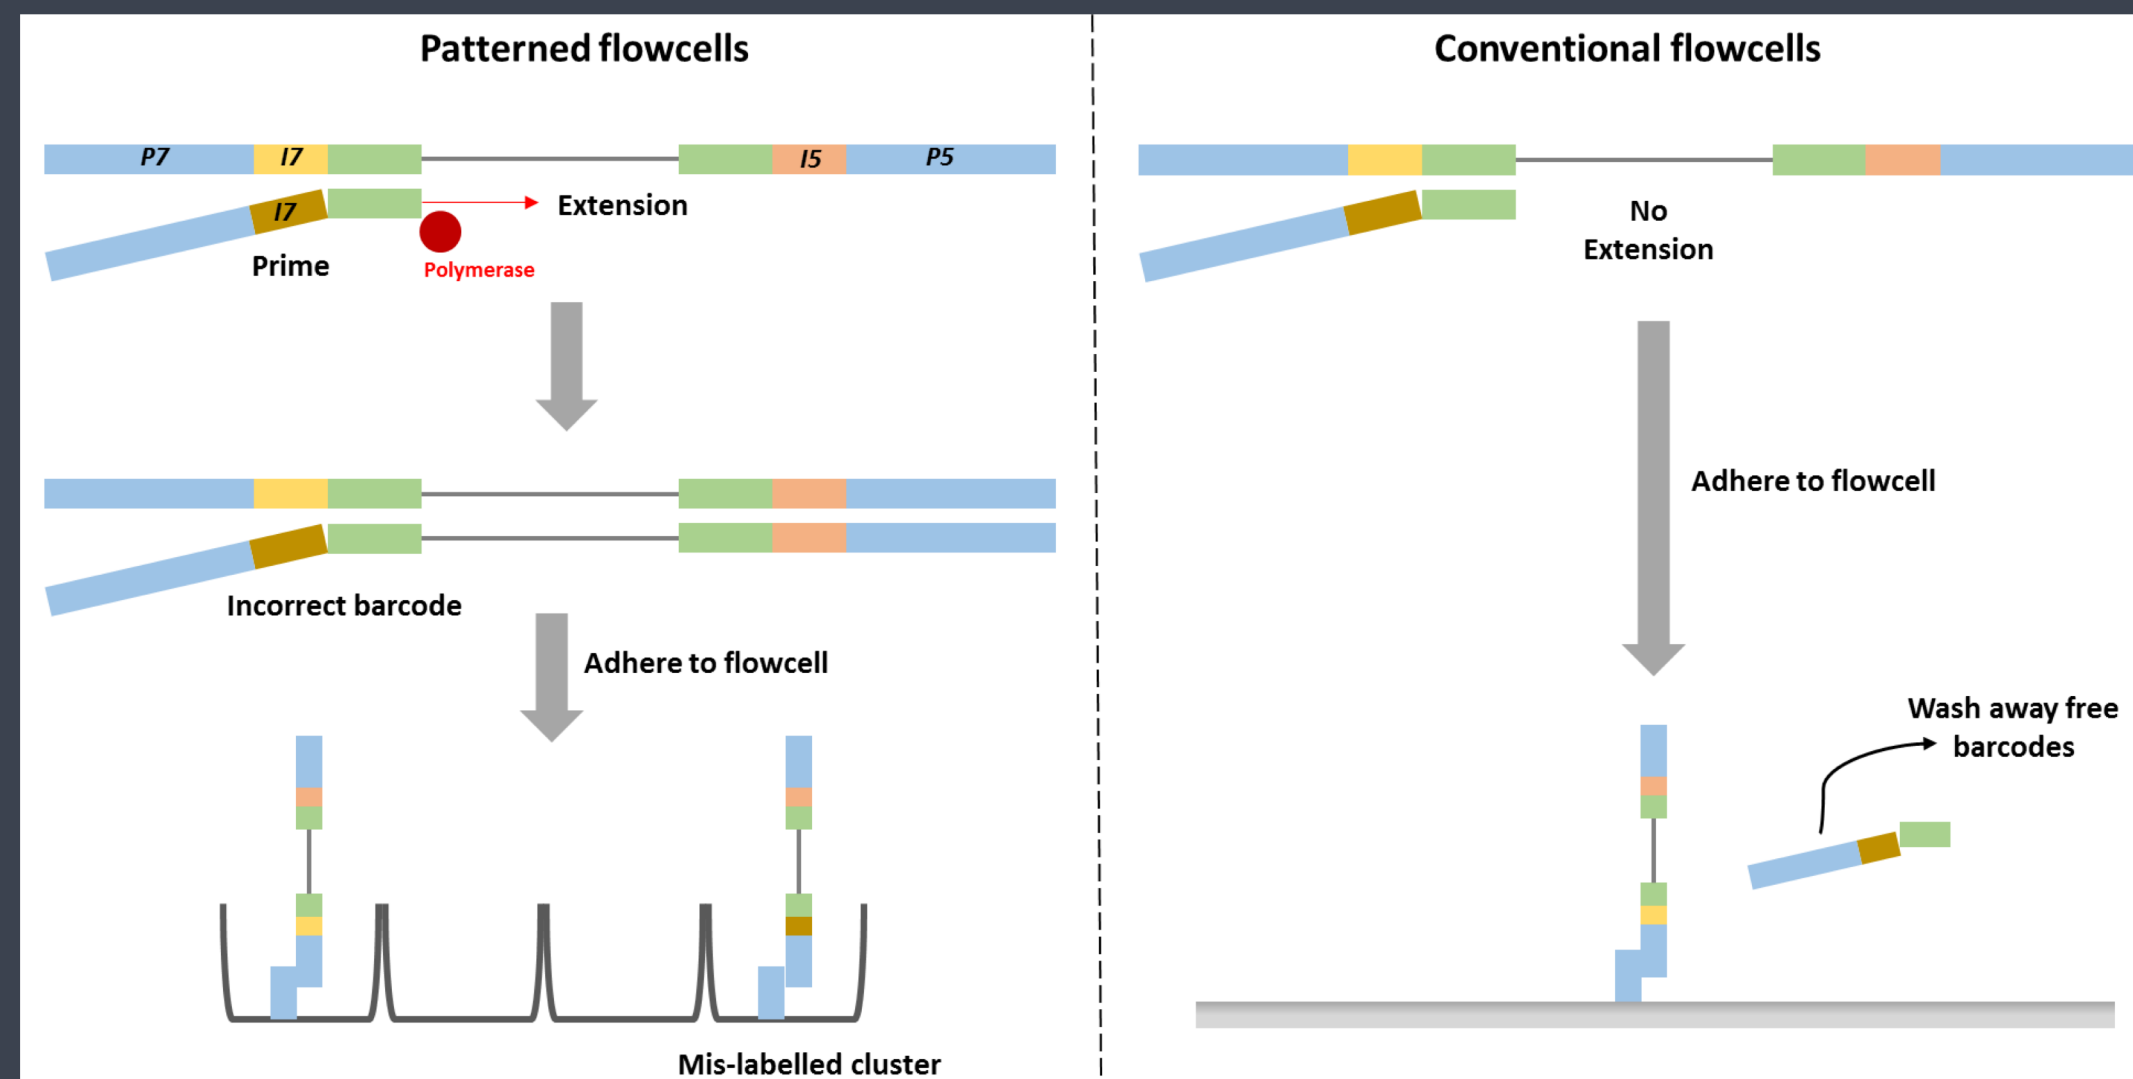 Patterned flowcells
P7
I7
I5
P5
I7
Extension
Prime
Polymerase
Incorrect barcode
Adhere to flowcell
Mis-labelled cluster
Conventional flowcells
No
Extension
Adhere to flowcell
Wash away free
barcodes